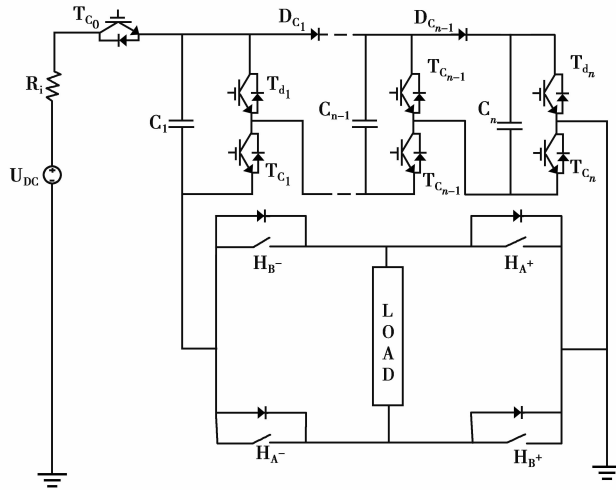 T_C0
D_C1
D_Cn-1
R_i
T_d1
T_Cn-1
T_dn
C_1
C_n-1
C_n
T_C1
T_Cn-1
T_Cn
U_DC
H_B-
H_A+
LOAD
H_A-
H_B+